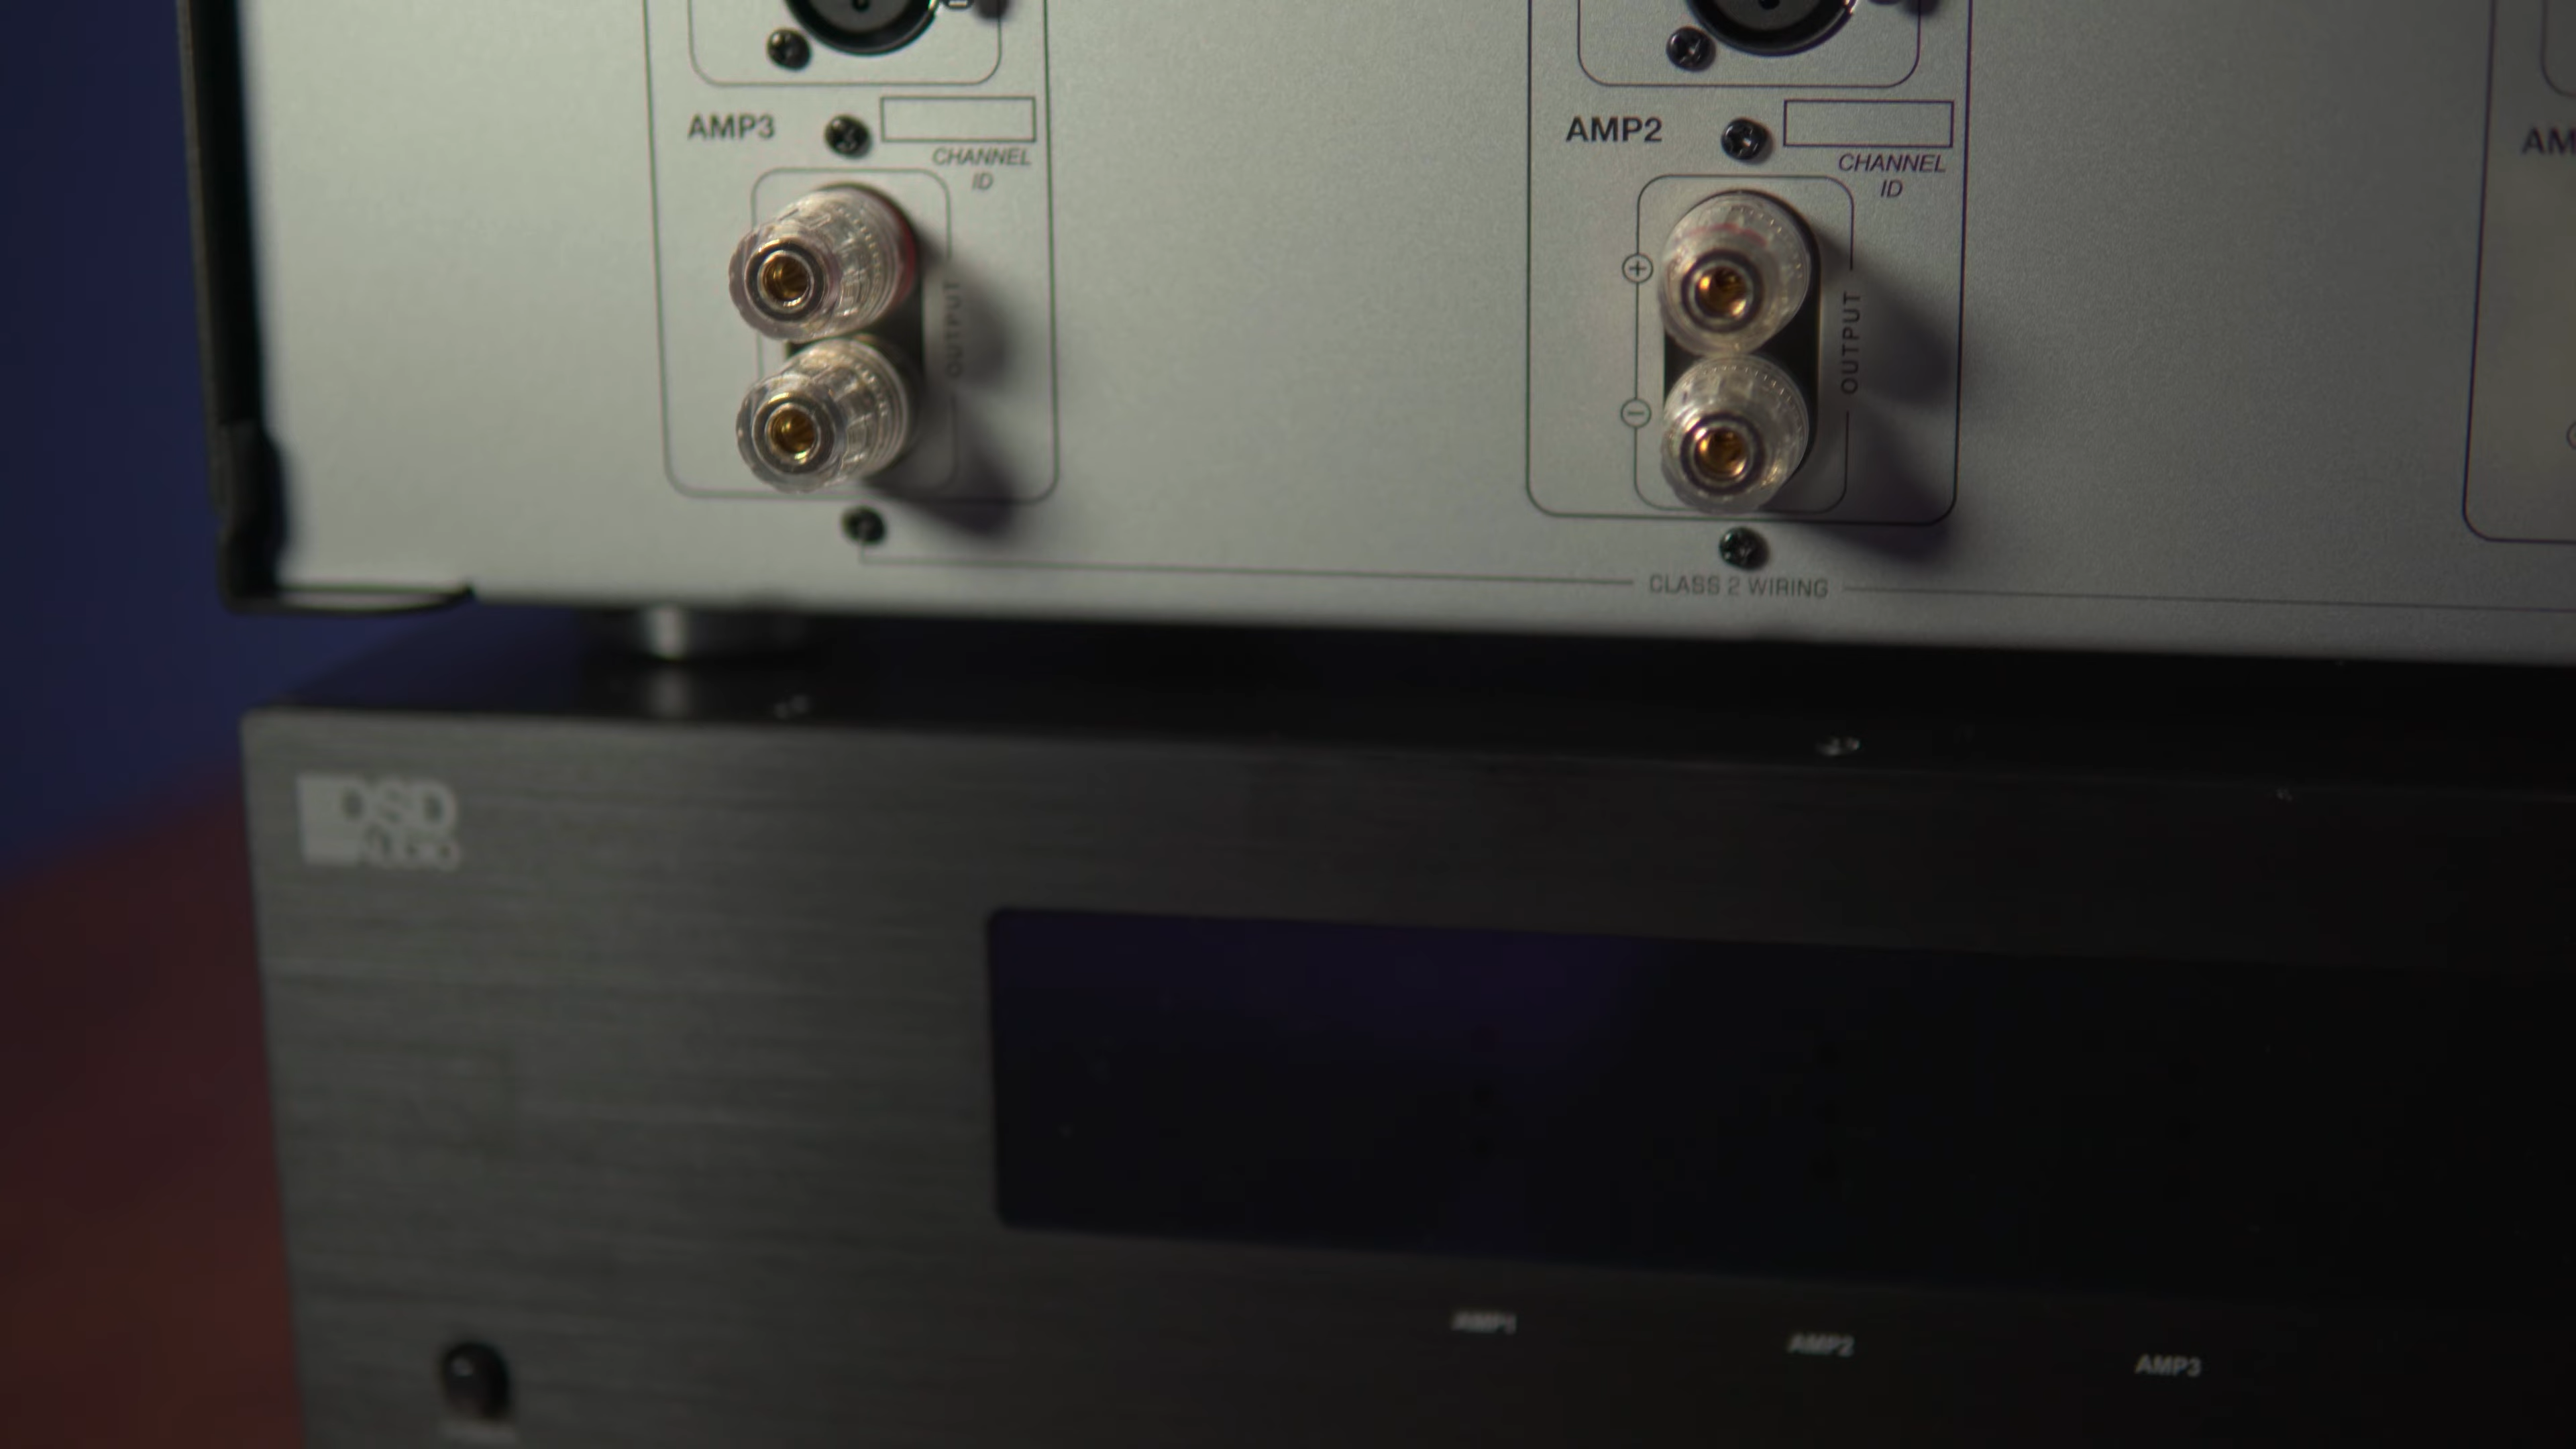 AMP3
CHANNEL
ID
OUTPUT
AMP2
CHANNEL
ID
+
OUTPUT
−
CLASS 2 WIRING
OSD
AUDIO
AMP1
AMP2
AMP3